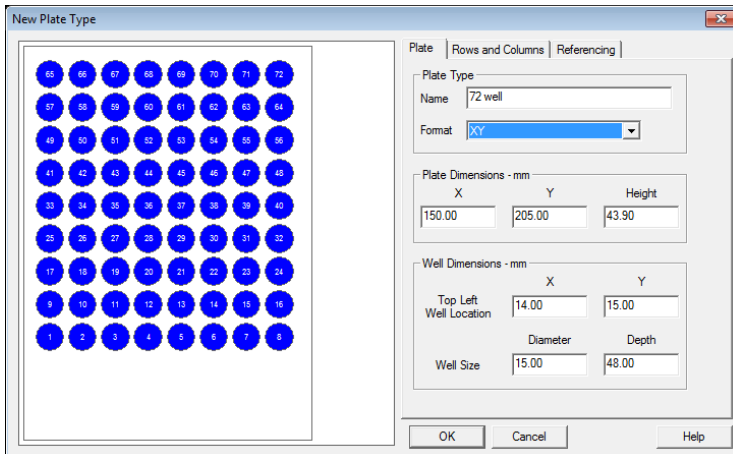 New Plate Type
65 66 67 68 69 70 71 72
57 58 59 60 61 62 63 64
49 50 51 52 53 54 55 56
41 42 43 44 45 46 47 48
33 34 35 36 37 38 39 40
25 26 27 28 29 30 31 32
17 18 19 20 21 22 23 24
9 10 11 12 13 14 15 16
1 2 3 4 5 6 7 8
Plate Rows and Columns Referencing
Plate Type
Name 72 well
Format XY
Plate Dimensions - mm
X Y Height
150.00 205.00 43.90
Well Dimensions - mm
X Y
Top Left
Well Location 14.00 15.00
Diameter Depth
Well Size 15.00 48.00
OK Cancel Help